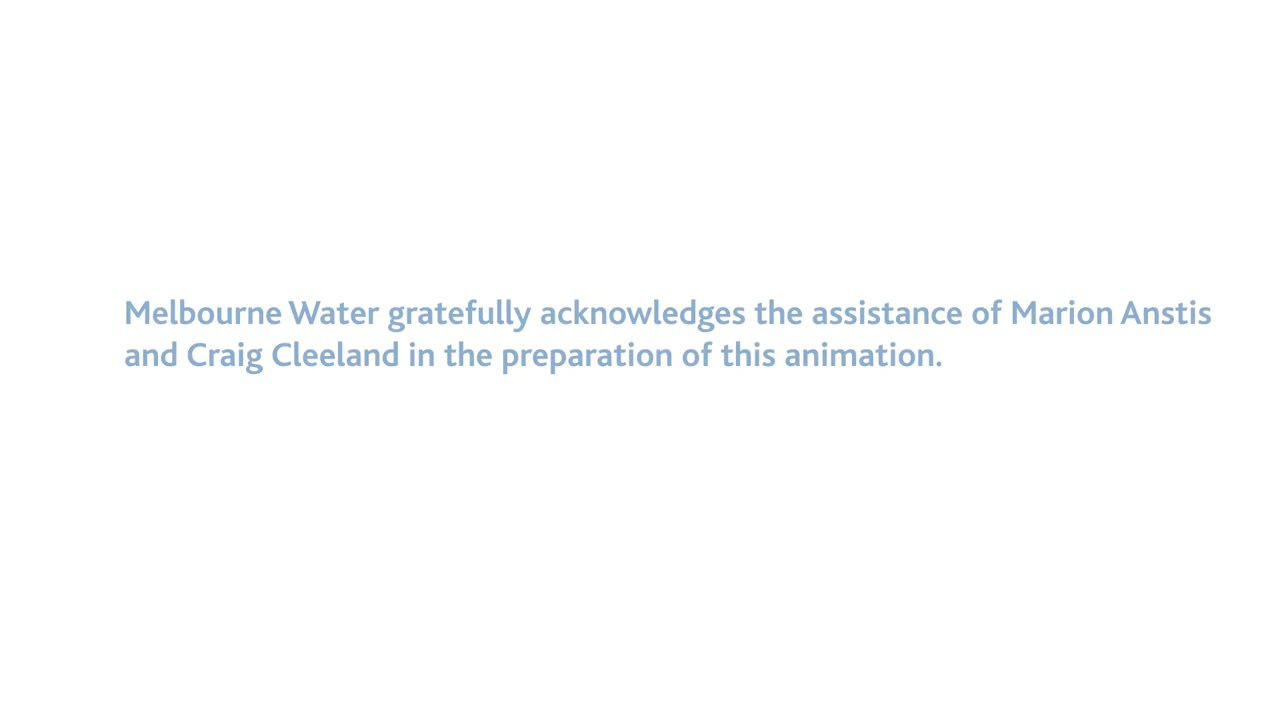 Melbourne Water gratefully acknowledges the assistance of Marion Anstis
and Craig Cleeland in the preparation of this animation.